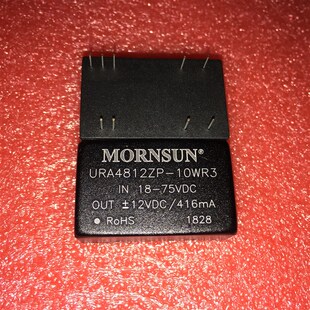 MORNSUN®
URA4812ZP-10WR3
IN 18-75VDC
OUT ±12VDC/416mA
RoHS 1828